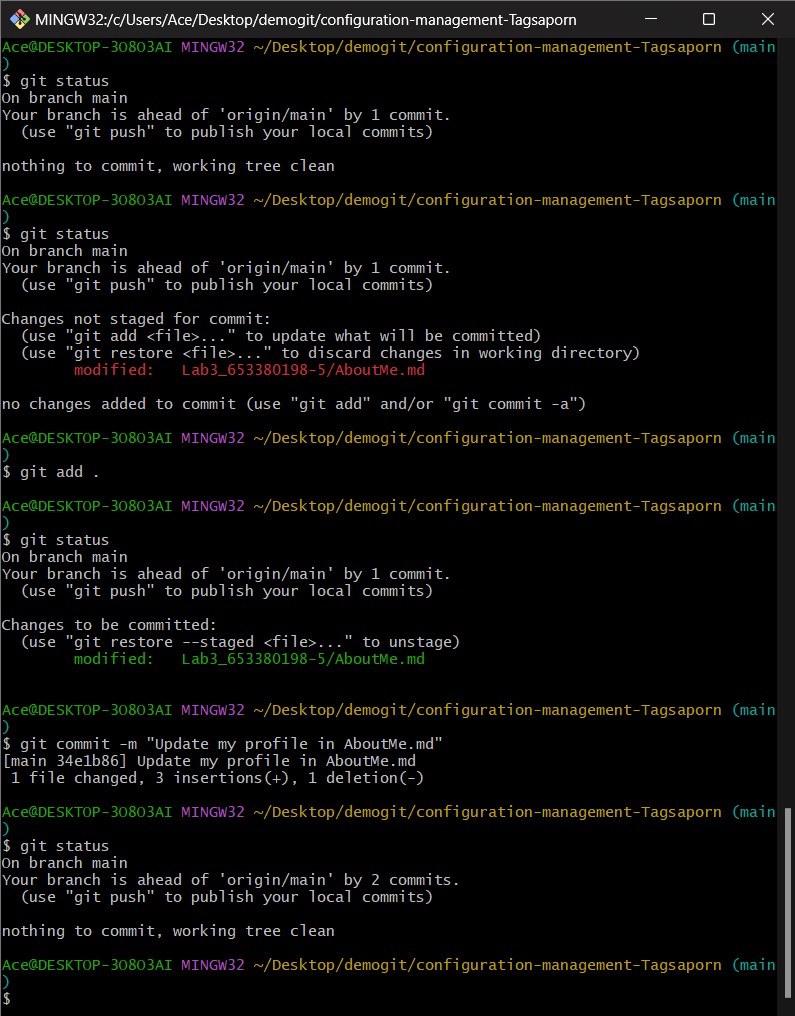 MINGW32:/c/Users/Ace/Desktop/demogit/configuration-management-Tagsaporn
Ace@DESKTOP-3O8O3AI MINGW32 ~/Desktop/demogit/configuration-management-Tagsaporn (main
)
$ git status
On branch main
Your branch is ahead of 'origin/main' by 1 commit.
  (use "git push" to publish your local commits)

nothing to commit, working tree clean

Ace@DESKTOP-3O8O3AI MINGW32 ~/Desktop/demogit/configuration-management-Tagsaporn (main
)
$ git status
On branch main
Your branch is ahead of 'origin/main' by 1 commit.
  (use "git push" to publish your local commits)

Changes not staged for commit:
  (use "git add <file>..." to update what will be committed)
  (use "git restore <file>..." to discard changes in working directory)
        modified:   Lab3_653380198-5/AboutMe.md

no changes added to commit (use "git add" and/or "git commit -a")

Ace@DESKTOP-3O8O3AI MINGW32 ~/Desktop/demogit/configuration-management-Tagsaporn (main
)
$ git add .

Ace@DESKTOP-3O8O3AI MINGW32 ~/Desktop/demogit/configuration-management-Tagsaporn (main
)
$ git status
On branch main
Your branch is ahead of 'origin/main' by 1 commit.
  (use "git push" to publish your local commits)

Changes to be committed:
  (use "git restore --staged <file>..." to unstage)
        modified:   Lab3_653380198-5/AboutMe.md


Ace@DESKTOP-3O8O3AI MINGW32 ~/Desktop/demogit/configuration-management-Tagsaporn (main
)
$ git commit -m "Update my profile in AboutMe.md"
[main 34e1b86] Update my profile in AboutMe.md
 1 file changed, 3 insertions(+), 1 deletion(-)

Ace@DESKTOP-3O8O3AI MINGW32 ~/Desktop/demogit/configuration-management-Tagsaporn (main
)
$ git status
On branch main
Your branch is ahead of 'origin/main' by 2 commits.
  (use "git push" to publish your local commits)

nothing to commit, working tree clean

Ace@DESKTOP-3O8O3AI MINGW32 ~/Desktop/demogit/configuration-management-Tagsaporn (main
)
$